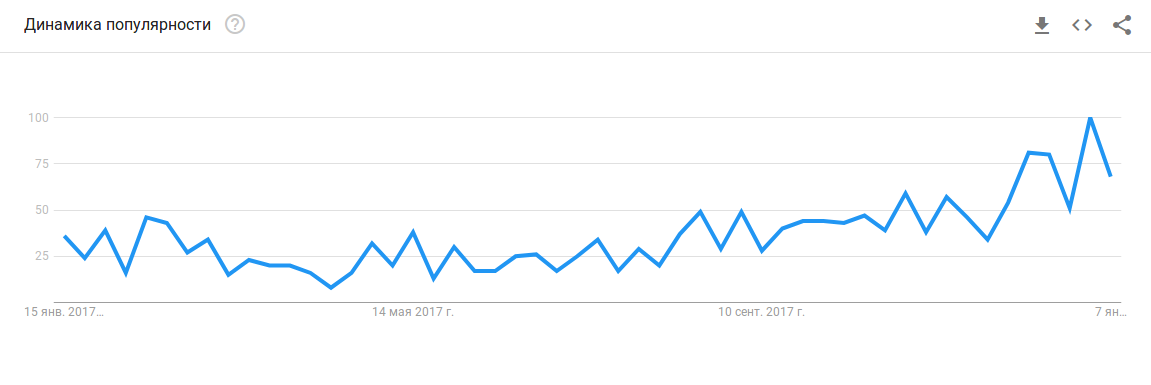 Динамика популярности
100
75
50
25
15 янв. 2017…
14 мая 2017 г.
10 сент. 2017 г.
7 ян…